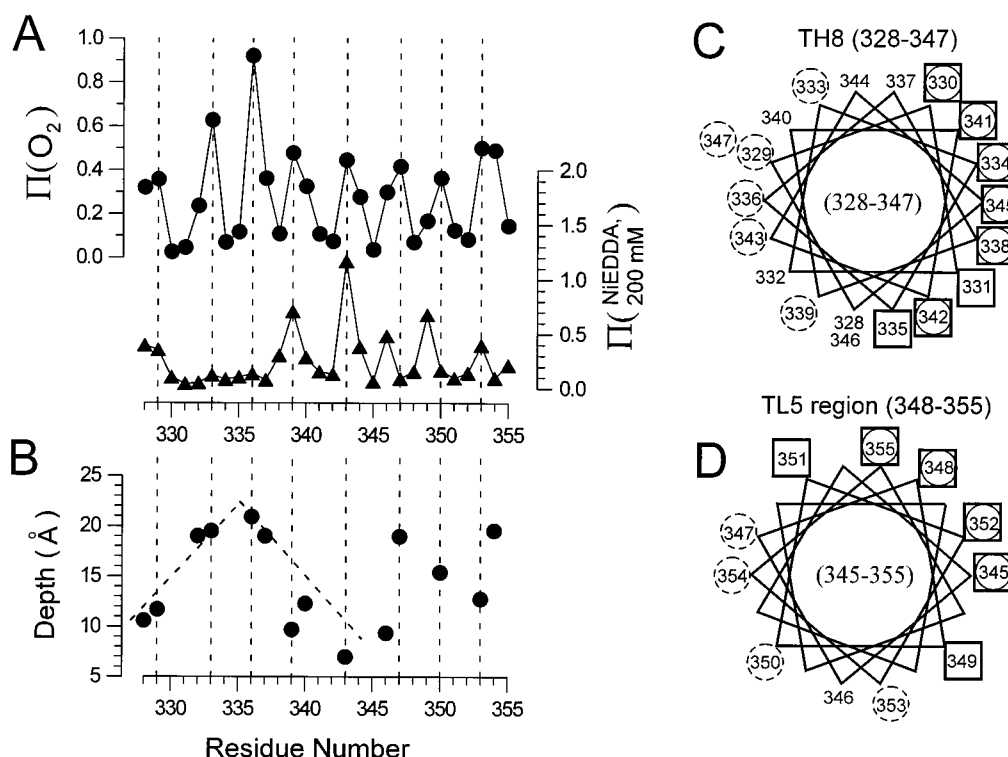 A
Π(O₂)
1.0
0.8
0.6
0.4
0.2
0.0
2.0
1.5
1.0
0.5
0.0
Π(NiEDDA, 200 mM)
330 335 340 345 350 355
B
Depth (Å)
25
20
15
10
5
330 335 340 345 350 355
Residue Number
C
TH8 (328-347)
333 344 337 330
340 341
347 329 334
336 (328-347) 345
343 338
332 331
339 328 335 342
346
TL5 region (348-355)
D
351 355 348
347 352
354 (345-355) 345
350 349
346 353